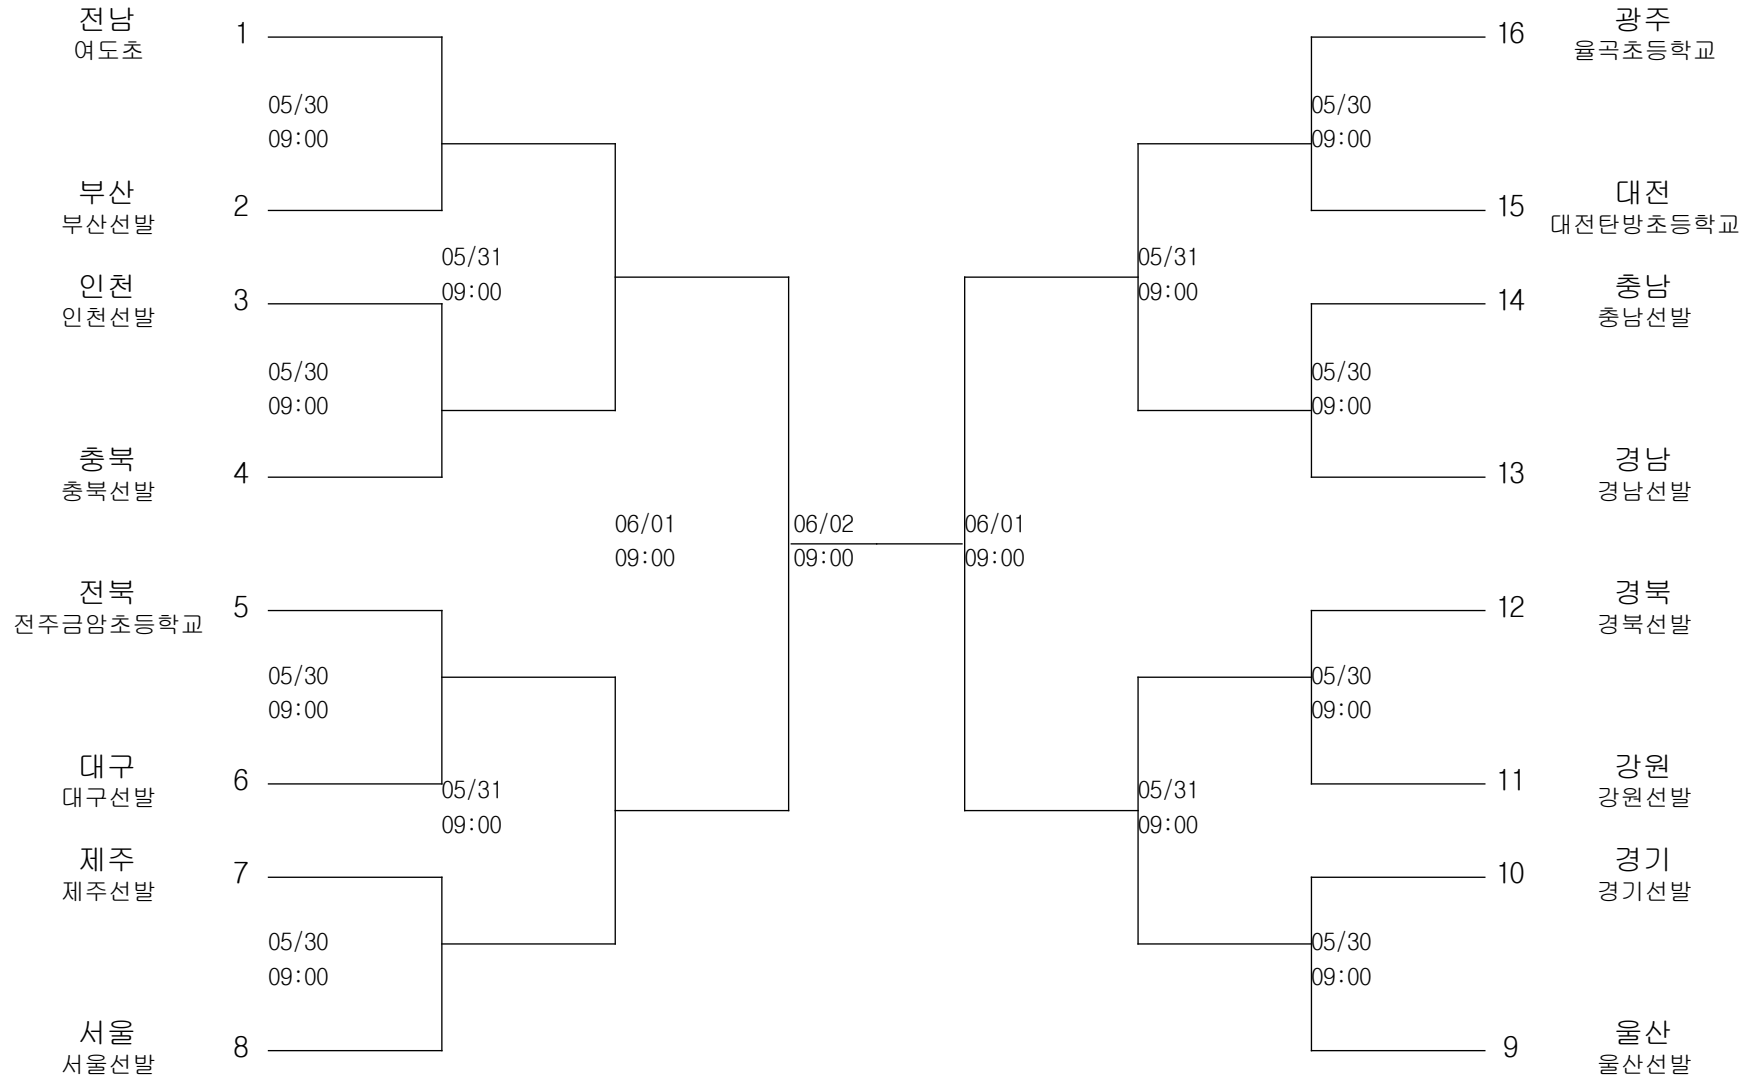 전남
여도초
1
05/30
09:00
부산
부산선발
2
05/31
09:00
인천
인천선발
3
05/30
09:00
충북
충북선발
4
06/01
09:00
전북
전주금암초등학교
5
05/30
09:00
대구
대구선발
6
05/31
09:00
제주
제주선발
7
05/30
09:00
서울
서울선발
8
06/02
09:00
16
광주
율곡초등학교
05/30
09:00
15
대전
대전탄방초등학교
05/31
09:00
14
충남
충남선발
05/30
09:00
13
경남
경남선발
06/01
09:00
12
경북
경북선발
05/30
09:00
11
강원
강원선발
05/31
09:00
10
경기
경기선발
05/30
09:00
9
울산
울산선발